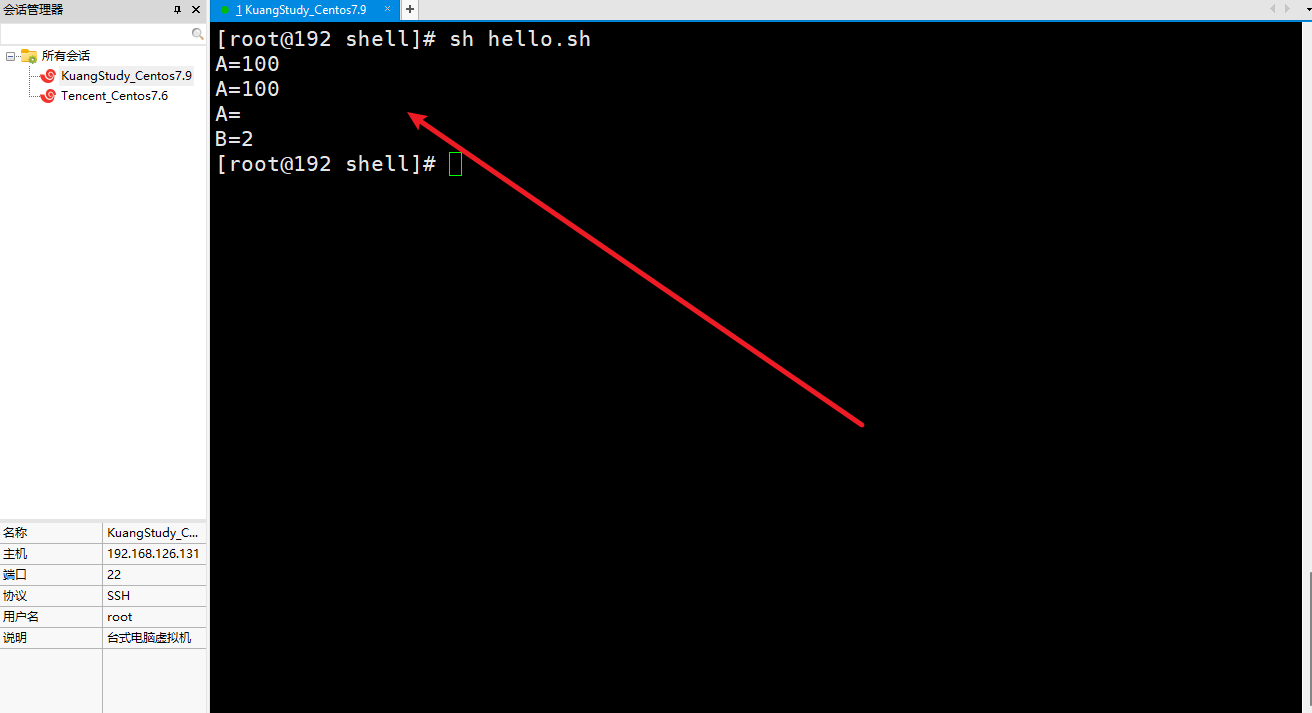 会话管理器
1 KuangStudy_Centos7.9
所有会话
KuangStudy_Centos7.9
Tencent_Centos7.6
[root@192 shell]# sh hello.sh
A=100
A=100
A=
B=2
[root@192 shell]#
名称 KuangStudy_C...
主机 192.168.126.131
端口 22
协议 SSH
用户名 root
说明 台式电脑虚拟机